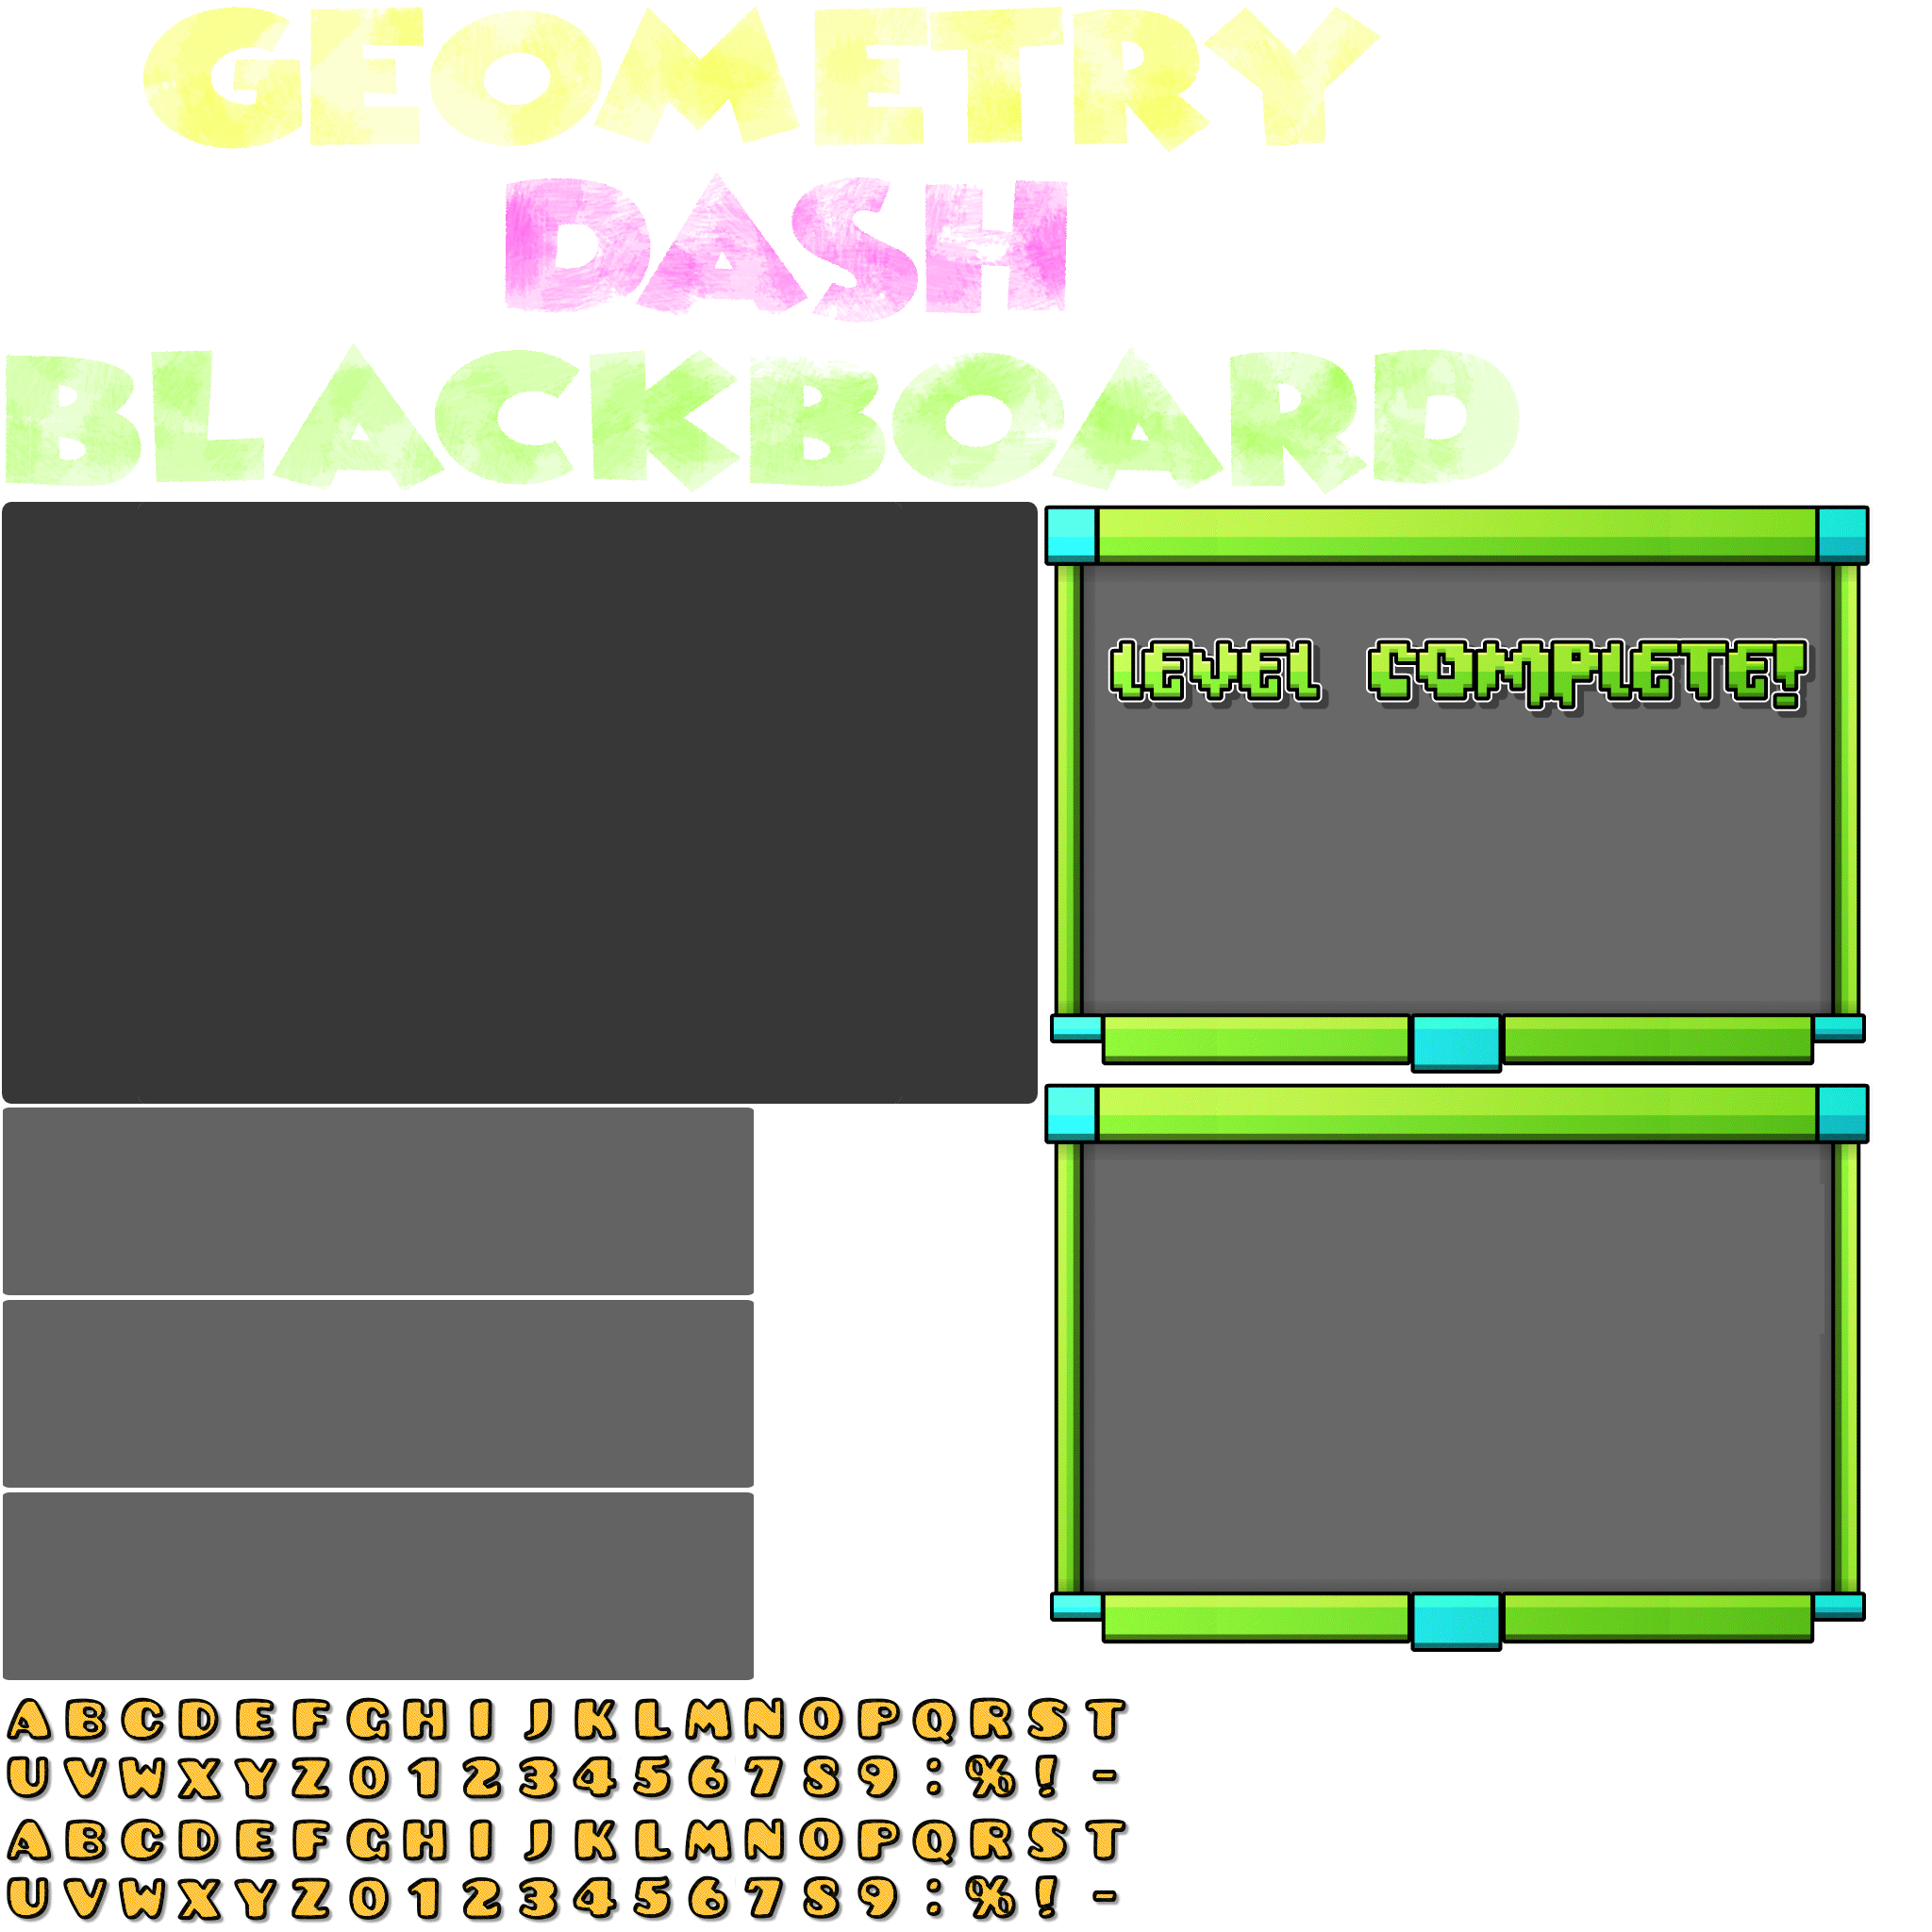 GEOMETRY
DASH
BLACKBOARD
LEVEL COMPLETE!
A B C D E F G H I J K L M N O P Q R S T
U V W X Y Z 0 1 2 3 4 5 6 7 8 9 : % ! -
A B C D E F G H I J K L M N O P Q R S T
U V W X Y Z 0 1 2 3 4 5 6 7 8 9 : % ! -